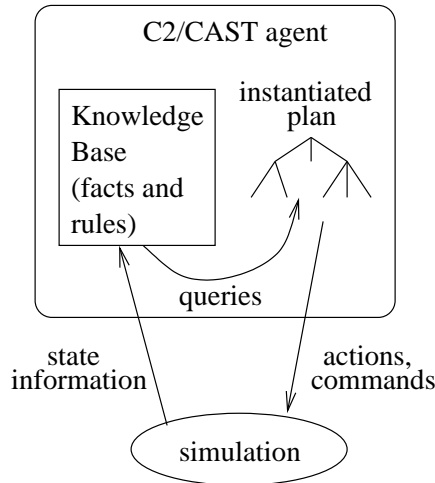 C2/CAST agent
Knowledge
Base
(facts and
rules)
instantiated
plan
queries
state
information
actions,
commands
simulation